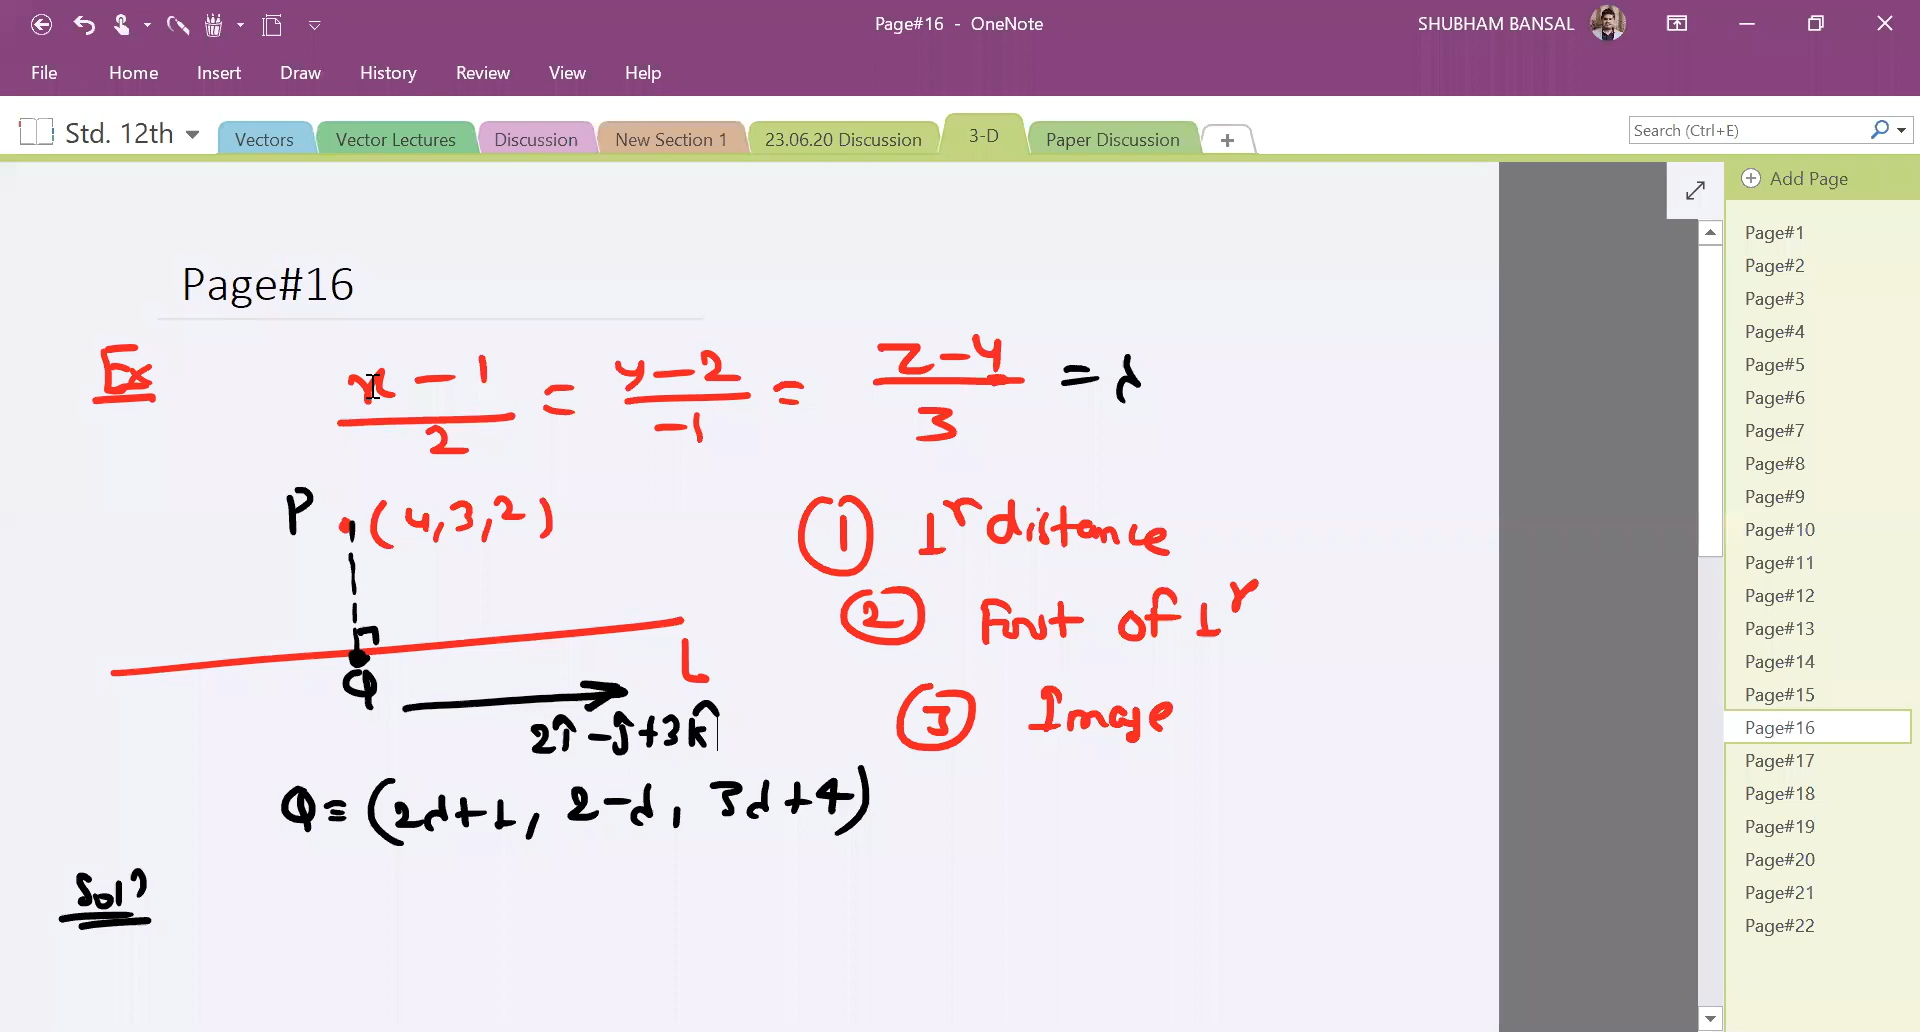 Page#16 - OneNote
SHUBHAM BANSAL
File Home Insert Draw History Review View Help
Std. 12th
Vectors
Vector Lectures
Discussion
New Section 1
23.06.20 Discussion
3-D
Paper Discussion
Search (Ctrl+E)
Add Page
Page#1
Page#2
Page#3
Page#4
Page#5
Page#6
Page#7
Page#8
Page#9
Page#10
Page#11
Page#12
Page#13
Page#14
Page#15
Page#16
Page#17
Page#18
Page#19
Page#20
Page#21
Page#22
Page#16
Ex
x-1/2 = y-2/-1 = z-4/3 = λ
P (4,3,2)
① ⊥r distance
② Foot of ⊥r
③ Image
L
Q
2î-ĵ+3k̂
Q≡(2λ+1, 2-λ, 3λ+4)
Solⁿ